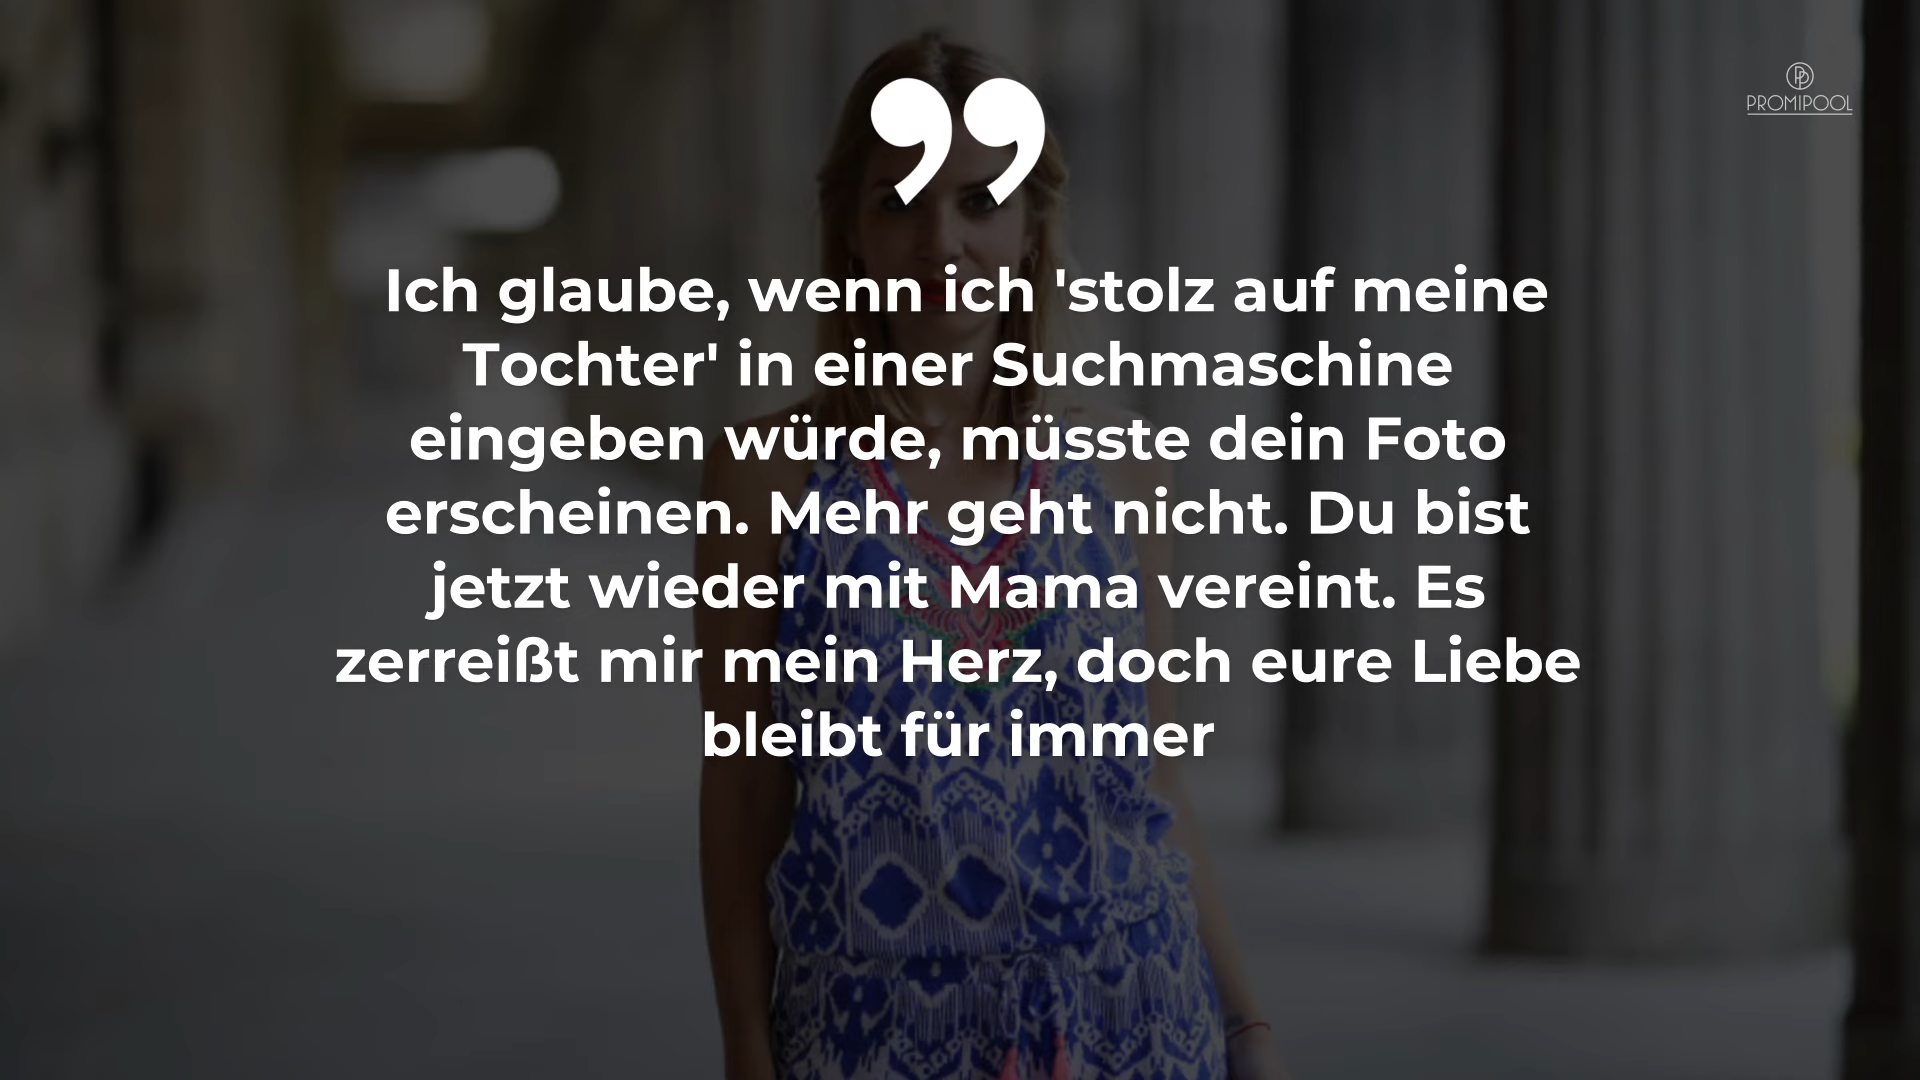 PROMIPOOL
”
Ich glaube, wenn ich 'stolz auf meine
Tochter' in einer Suchmaschine
eingeben würde, müsste dein Foto
erscheinen. Mehr geht nicht. Du bist
jetzt wieder mit Mama vereint. Es
zerreißt mir mein Herz, doch eure Liebe
bleibt für immer